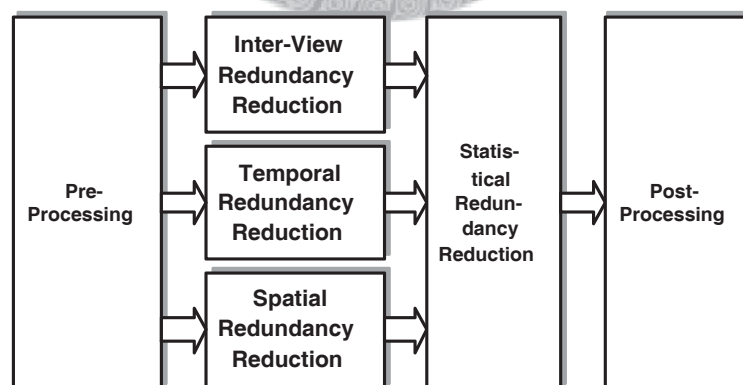 Pre-
Processing
Inter-View
Redundancy
Reduction
Temporal
Redundancy
Reduction
Spatial
Redundancy
Reduction
Statis-
tical
Redun-
dancy
Reduction
Post-
Processing